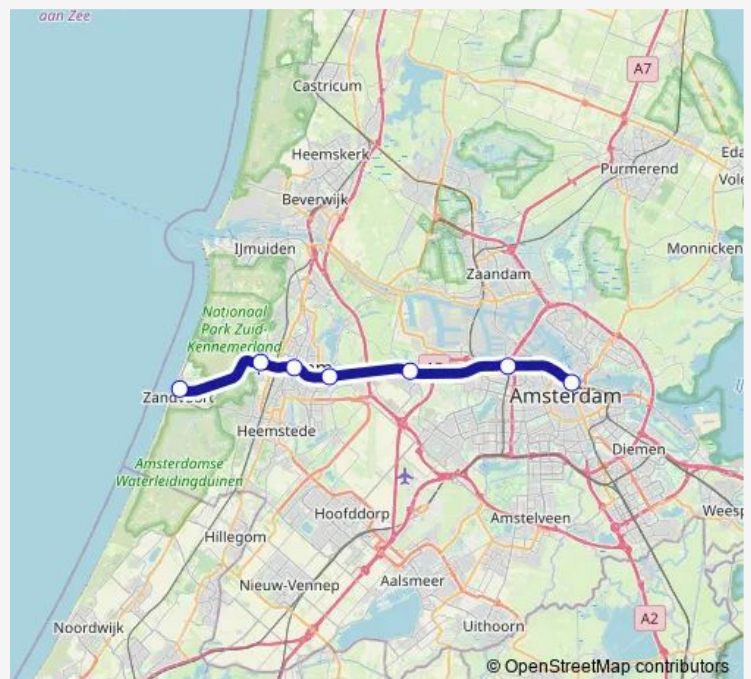 aan Zee
A7
Castricum
Heemskerk
Eda
Purmerend
Vole
Beverwijk
IJmuiden
Monnicken
Zaandam
Nationaal
Park Zuid-
Kennemerland
Amsterdam
Heemstede
Diemen
Amsterdamse
Waterleidingduinen
Weesp
Hoofddorp
Amstelveen
Hillegom
Nieuw-Vennep
Aalsmeer
A2
Noordwijk
Uithoorn
© OpenStreetMap contributors